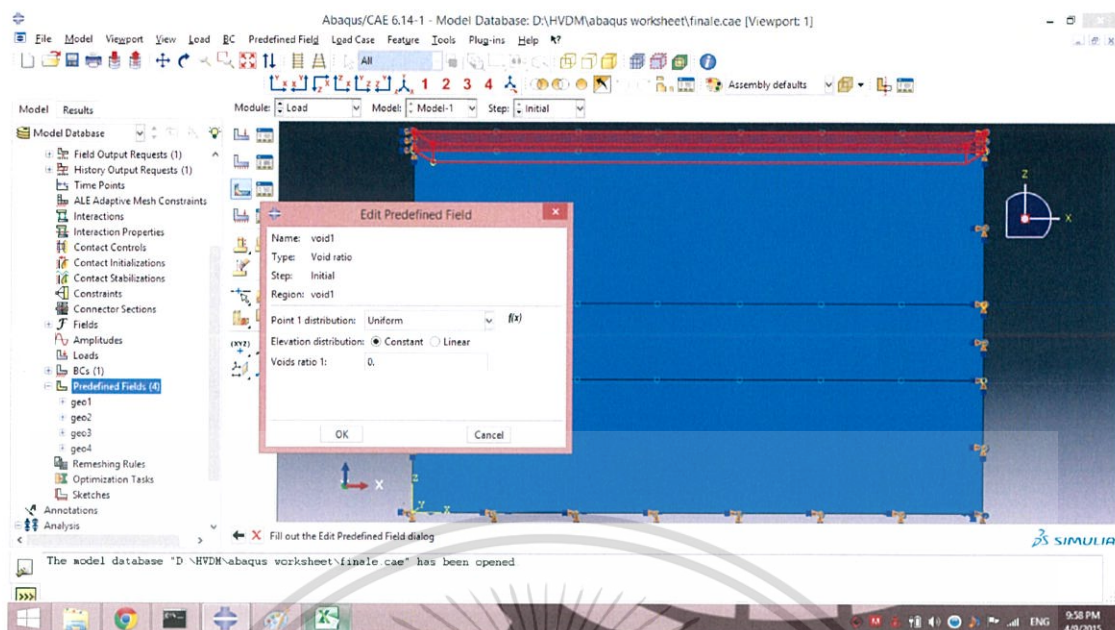 Abaqus/CAE 6.14-1 - Model Database: D:\HVDM\abaqus worksheet\finale.cae [Viewport: 1]
File Model Viewport View Load BC Predefined Field Load Case Feature Tools Plug-ins Help
All
1 2 3 4 Assembly defaults
Model Results
Module: Load Model: Model-1 Step: Initial
Model Database
Field Output Requests (1)
History Output Requests (1)
Time Points
ALE Adaptive Mesh Constraints
Interactions
Interaction Properties
Contact Controls
Contact Initializations
Contact Stabilizations
Constraints
Connector Sections
Fields
Amplitudes
Loads
BCs (1)
Predefined Fields (4)
geo1
geo2
geo3
geo4
Remeshing Rules
Optimization Tasks
Sketches
Annotations
Analysis
(XYZ)
Edit Predefined Field
Name: void1
Type: Void ratio
Step: Initial
Region: void1
Point 1 distribution: Uniform f(x)
Elevation distribution: Constant Linear
Voids ratio 1: 0.
OK Cancel
Z
X
Z
X
Y
X
Fill out the Edit Predefined Field dialog
SIMULIA
The model database "D:\HVDM\abaqus worksheet\finale.cae" has been opened.
>>>
ENG
9:58 PM
4/9/2015